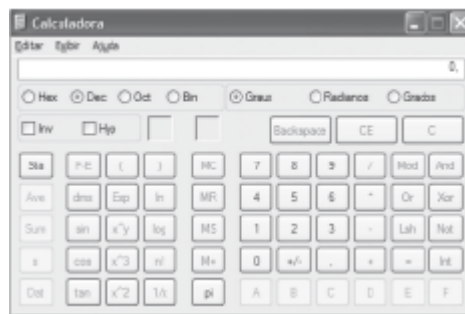 Calculadora
Editar Exibir Ajuda
0,
Hex Dec Oct Bin Graus Radianos Grados
Inv Hyp Backspace CE C
Sta F-E ( ) MC 7 8 9 / Mod And
Ave dms Exp ln MR 4 5 6 * Or Xor
Sum sin x^y log MS 1 2 3 - Lsh Not
s cos x^3 n! M+ 0 +/- , + = Int
Dat tan x^2 1/x pi A B C D E F